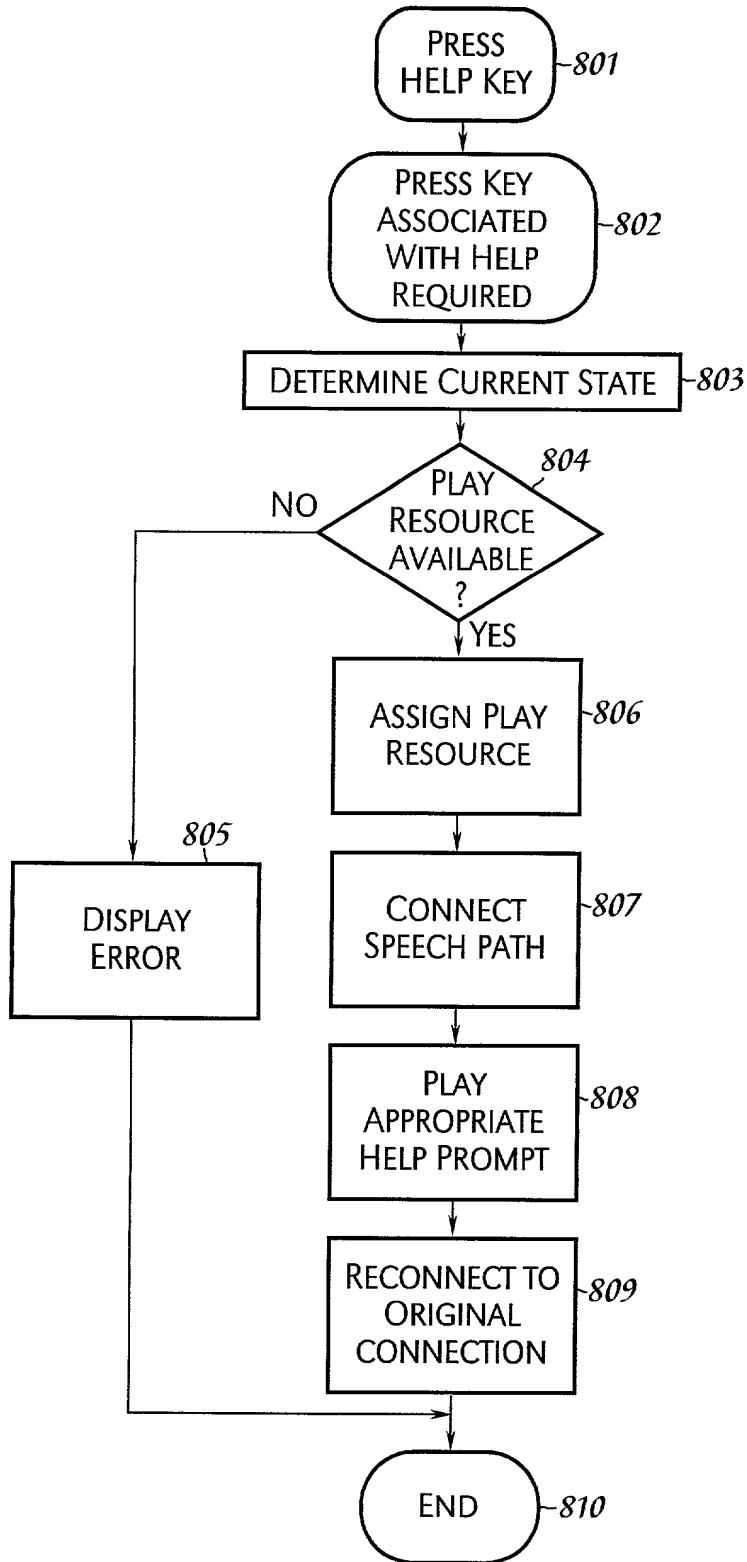 PRESS
HELP KEY
801
PRESS KEY
ASSOCIATED
WITH HELP
REQUIRED
802
DETERMINE CURRENT STATE
803
804
PLAY
RESOURCE
AVAILABLE
?
NO
YES
ASSIGN PLAY
RESOURCE
806
805
DISPLAY
ERROR
CONNECT
SPEECH PATH
807
PLAY
APPROPRIATE
HELP PROMPT
808
RECONNECT TO
ORIGINAL
CONNECTION
809
END
810